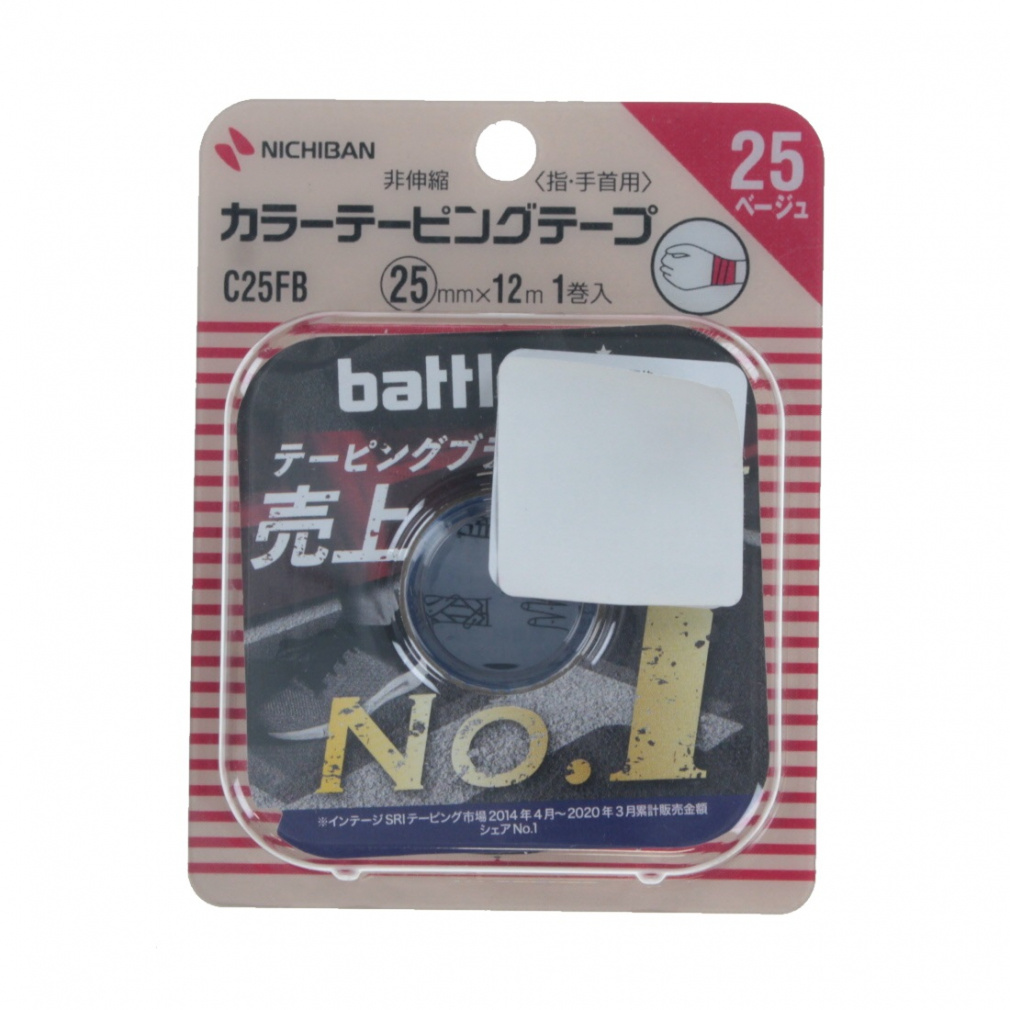 NICHIBAN
25
ベージュ
非伸縮 〈指・手首用〉
カラーテーピングテープ
C25FB 25mm×12m 1巻入
battl
テーピングブラ
売上
No.1
※インテージSRIテーピング市場2014年4月〜2020年3月累計販売金額
シェアNo.1